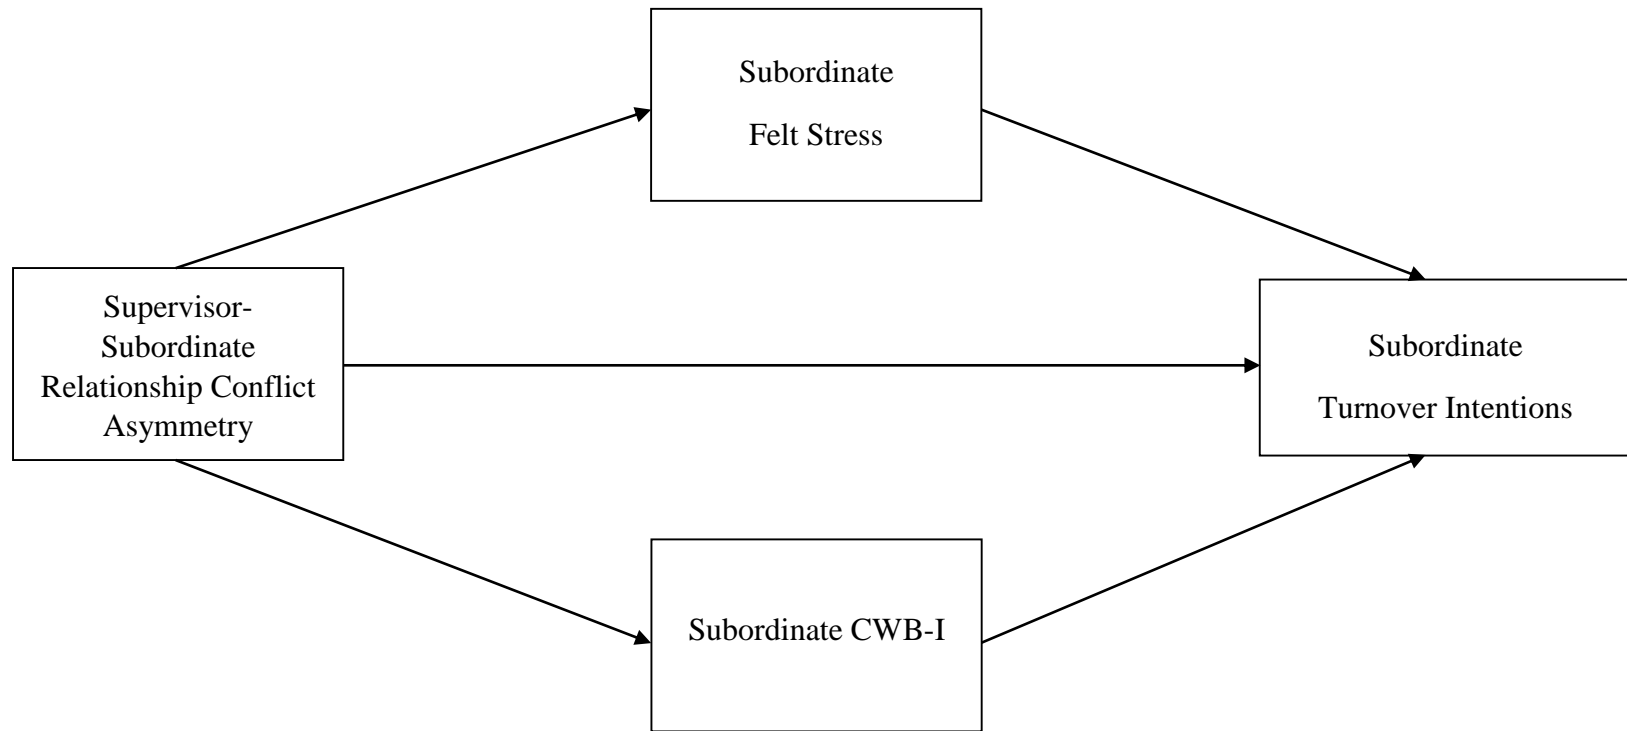 Subordinate
Felt Stress
Supervisor-
Subordinate
Relationship Conflict
Asymmetry
Subordinate
Turnover Intentions
Subordinate CWB-I